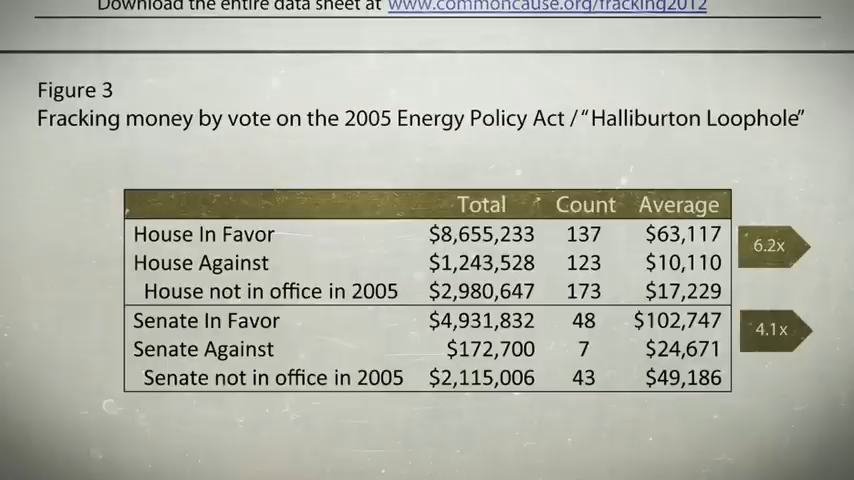 Download the entire data sheet at www.commoncause.org/fracking2012
Figure 3
Fracking money by vote on the 2005 Energy Policy Act / “Halliburton Loophole”
Total Count Average
House In Favor $8,655,233 137 $63,117
6.2x
House Against $1,243,528 123 $10,110
House not in office in 2005 $2,980,647 173 $17,229
Senate In Favor $4,931,832 48 $102,747
4.1x
Senate Against $172,700 7 $24,671
Senate not in office in 2005 $2,115,006 43 $49,186